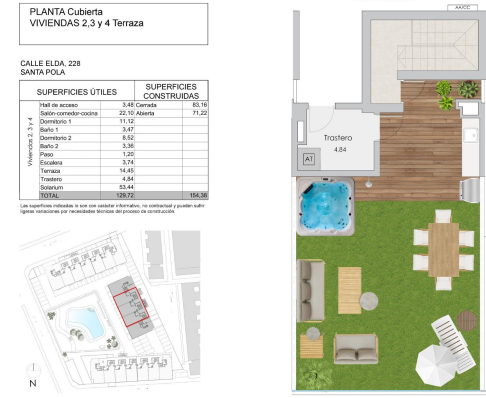 PLANTA Cubierta
VIVIENDAS 2,3 y 4 Terraza
CALLE ELDA, 228
SANTA POLA
SUPERFICIES ÚTILES SUPERFICIES CONSTRUIDAS
Viviendas 2, 3 y 4
Hall de acceso 3,48 Cerrada 83,16
Salón-comedor-cocina 22,10 Abierta 71,22
Dormitorio 1 11,12
Baño 1 3,47
Dormitorio 2 8,52
Baño 2 3,36
Paso 1,20
Escalera 3,74
Terraza 14,45
Trastero 4,84
Solarium 53,44
TOTAL 129,72 154,38
Las superficies indicadas lo son con carácter informativo, no contractual y pueden sufrir
ligeras variaciones por necesidades técnicas del proceso de construcción
N
AA/CC
Trastero
4.84
AT